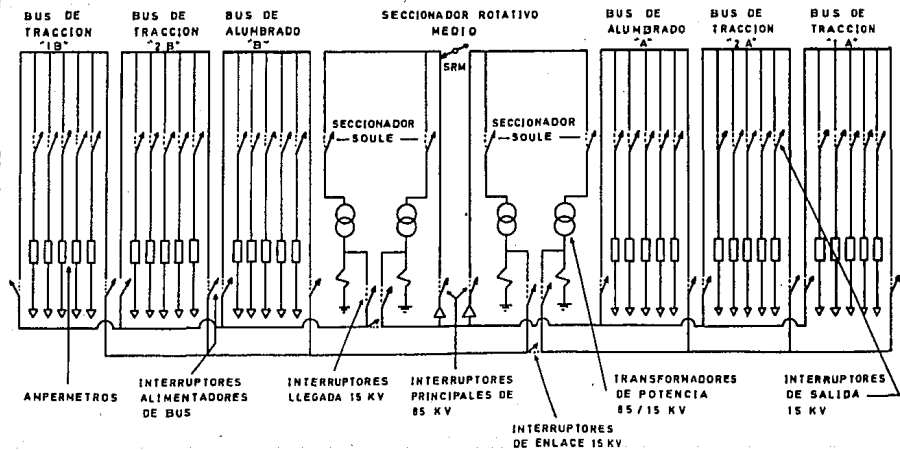 BUS DE
TRACCION
"1B"
BUS DE
TRACCION
"2 B"
BUS DE
ALUMBRADO
"B"
SECCIONADOR ROTATIVO
MEDIO
SRM
BUS DE
ALUMBRADO
"A"
BUS DE
TRACCION
"2 A"
BUS DE
TRACCION
"1 A"
SECCIONADOR
SOULE
SECCIONADOR
SOULE
AMPERMETROS
INTERRUPTORES
ALIMENTADORES
DE BUS
INTERRUPTORES
LLEGADA 15 KV
INTERRUPTORES
PRINCIPALES DE
85 KV
INTERRUPTORES
DE ENLACE 15 KV
TRANSFORMADORES
DE POTENCIA
85/15 KV
INTERRUPTORES
DE SALIDA
15 KV